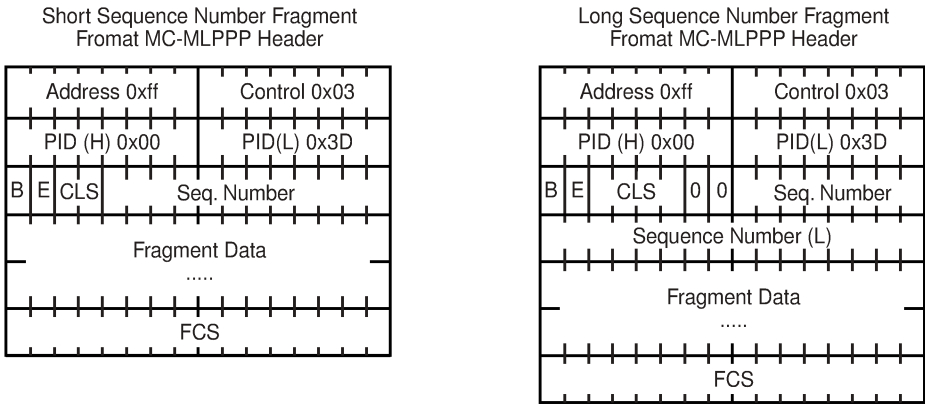 Short Sequence Number Fragment
Fromat MC-MLPPP Header
Address 0xff Control 0x03
PID (H) 0x00 PID(L) 0x3D
B E CLS Seq. Number
Fragment Data
.....
FCS
Long Sequence Number Fragment
Fromat MC-MLPPP Header
Address 0xff Control 0x03
PID (H) 0x00 PID(L) 0x3D
B E CLS 0 0 Seq. Number
Sequence Number (L)
Fragment Data
.....
FCS